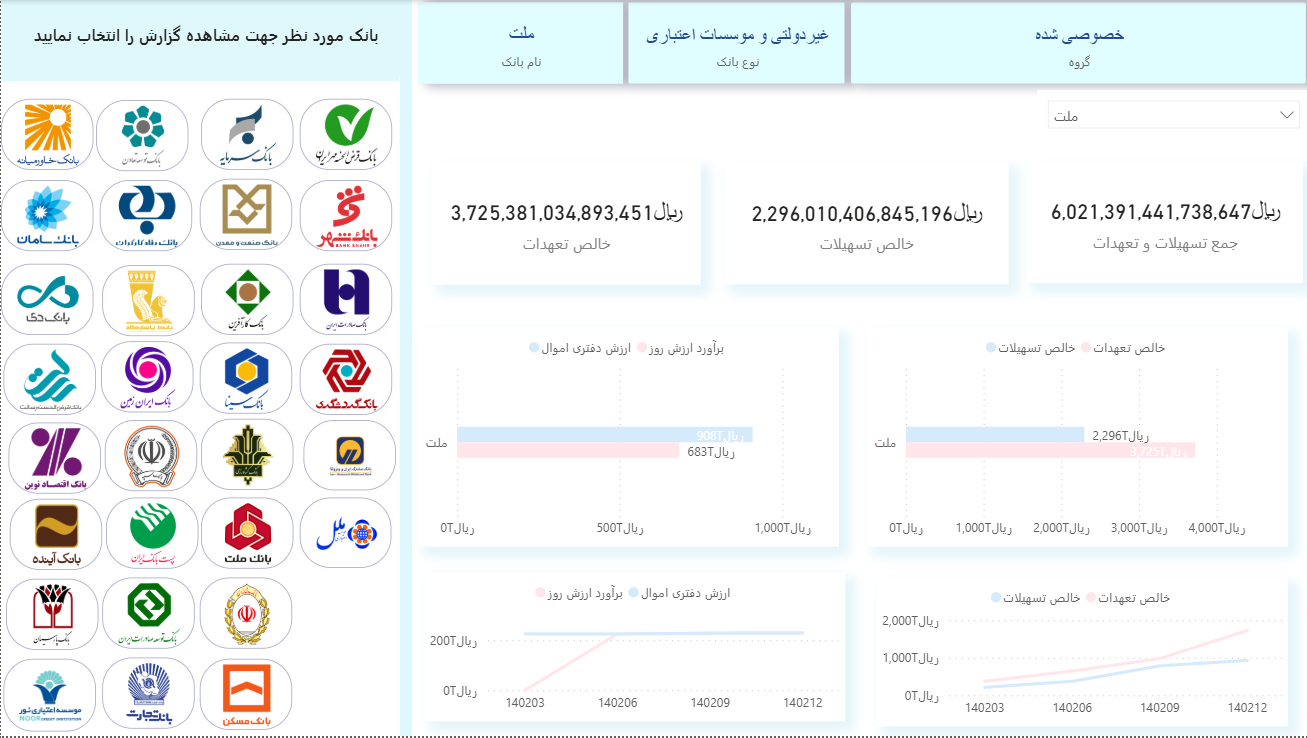 بانک مورد نظر جهت مشاهده گزارش را انتخاب نمایید
خصوصی شده
گروه
غیردولتی و موسسات اعتباری
نوع بانک
ملت
نام بانک
ملت
ریال6,021,391,441,738,647
جمع تسهیلات و تعهدات
ریال2,296,010,406,845,196
خالص تسهیلات
ریال3,725,381,034,893,451
خالص تعهدات
خالص تسهیلات خالص تعهدات
ملت
ریال2,296T
ریال3,725T
ریال0T ریال1,000T ریال2,000T ریال3,000T ریال4,000T
ارزش دفتری اموال برآورد ارزش روز
ملت
ریال908T
ریال683T
ریال0T ریال500T ریال1,000T
خالص تسهیلات خالص تعهدات
ریال2,000T
ریال1,000T
ریال0T
140203 140206 140209 140212
برآورد ارزش روز ارزش دفتری اموال
ریال200T
ریال0T
140203 140206 140209 140212
بانک قرض الحسنه مهر ایران
بانک سرمایه
بانک توسعه تعاون
بانک خاورمیانه
بانک شهر
BANK SHAHR
بانک صنعت و معدن
بانک رفاه کارگران
بانک سامان
بانک صادرات ایران
بانک کارآفرین
بانک پاسارگاد
بانک دی
بانک گردشگری
بانک سینا
بانک ایران زمین
بانک قرض الحسنه رسالت
بانک مشترک ایران و ونزوئلا
بانک کشاورزی
بانک اقتصاد نوین
ملل
بانک ملت
پست بانک ایران
بانک آینده
بانک توسعه صادرات ایران
بانک پارسیان
بانک مسکن
بانک تجارت
موسسه اعتباری نور
NOOR CREDIT INSTITUTION